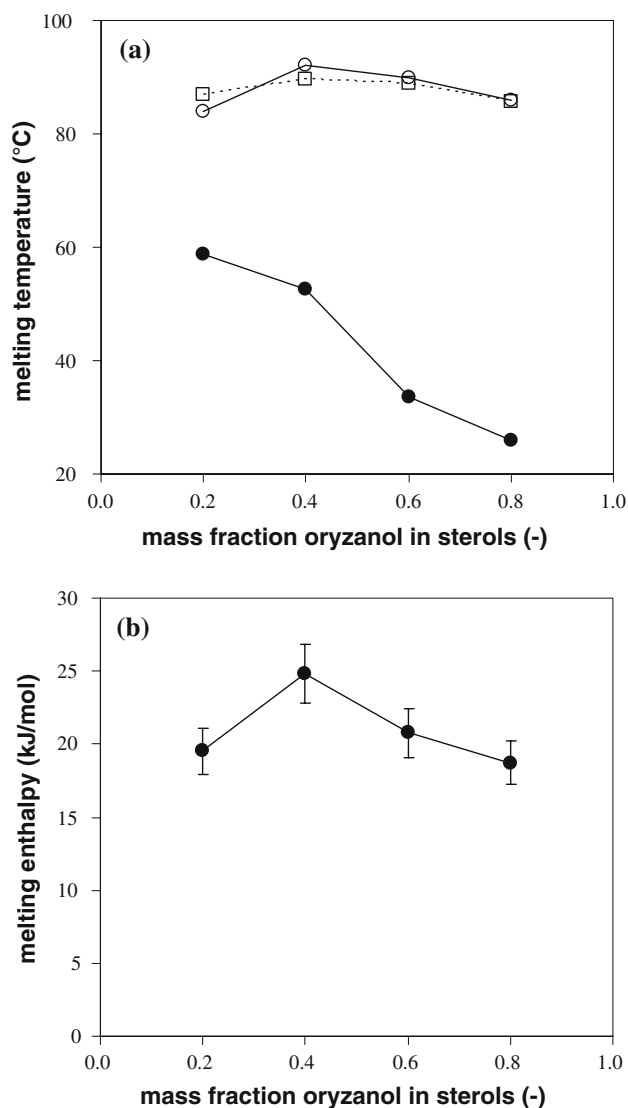 (a)
melting temperature (°C)
100
80
60
40
20
0.0 0.2 0.4 0.6 0.8 1.0
mass fraction oryzanol in sterols (-)
(b)
melting enthalpy (kJ/mol)
30
25
20
15
10
5
0
0.0 0.2 0.4 0.6 0.8 1.0
mass fraction oryzanol in sterols (-)